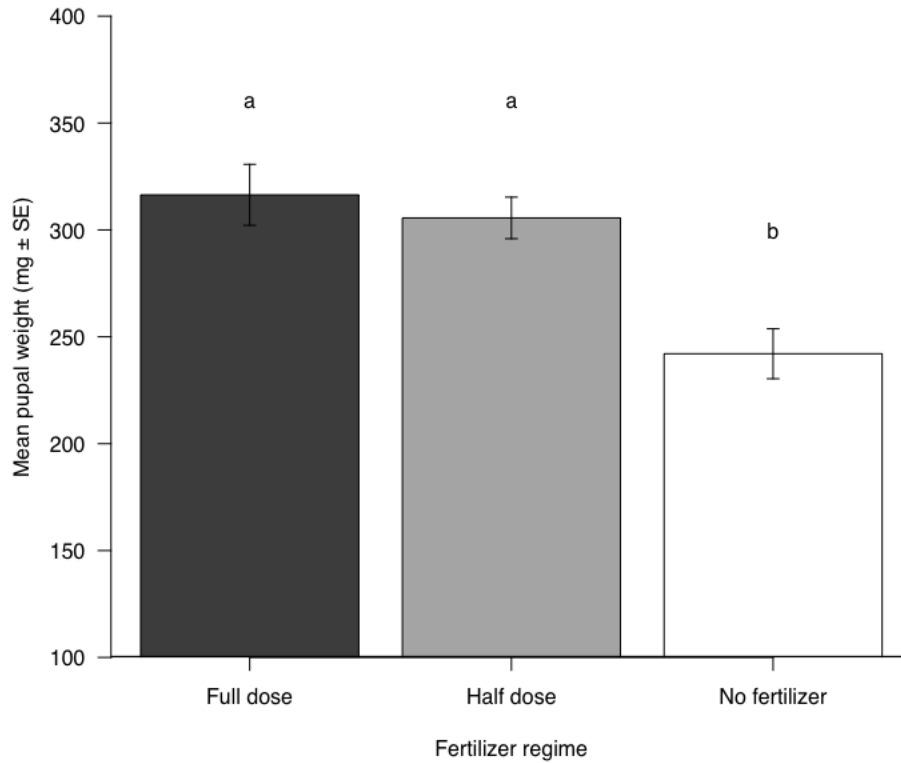 400
350
300
250
200
150
100
Mean pupal weight (mg ± SE)
a
a
b
Full dose
Half dose
No fertilizer
Fertilizer regime